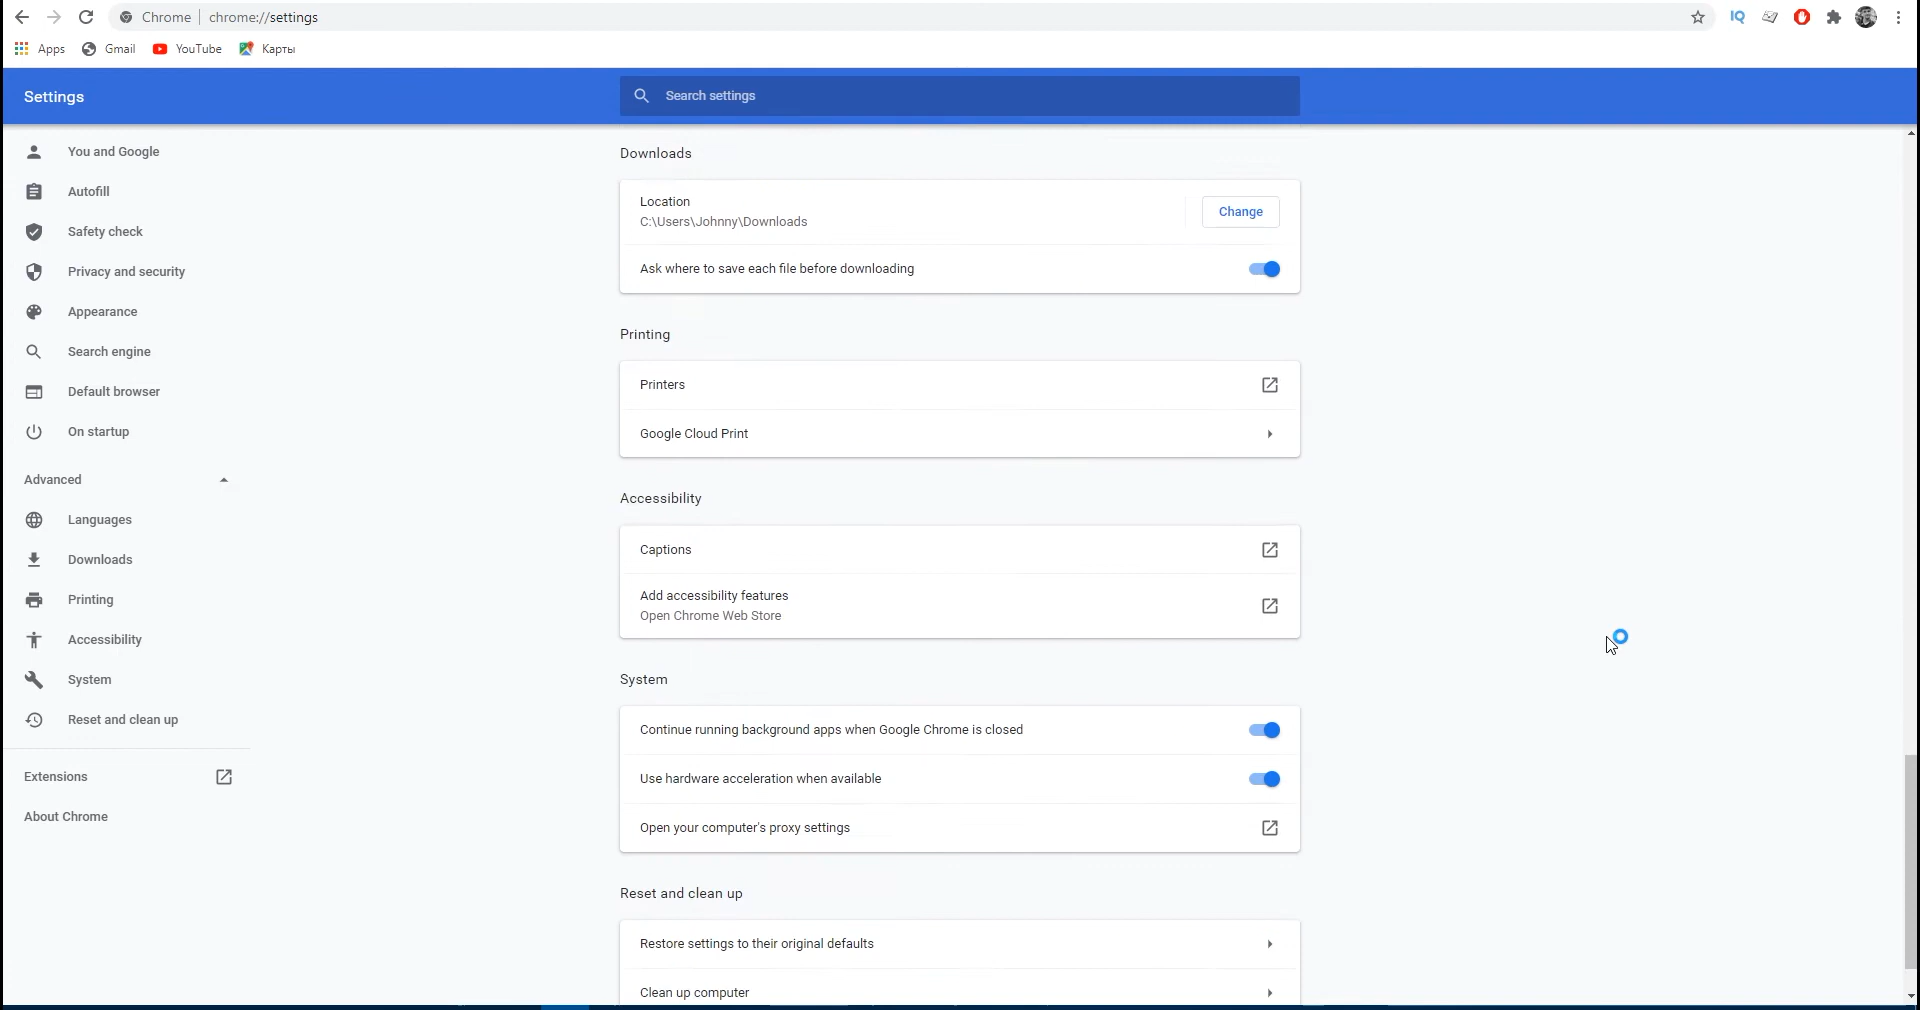 Chrome | chrome://settings
IQ
Apps Gmail YouTube Карты
Settings
Search settings
You and Google
Autofill
Safety check
Privacy and security
Appearance
Search engine
Default browser
On startup
Advanced
Languages
Downloads
Printing
Accessibility
System
Reset and clean up
Extensions
About Chrome
Downloads
Location
C:\Users\Johnny\Downloads
Change
Ask where to save each file before downloading
Printing
Printers
Google Cloud Print
Accessibility
Captions
Add accessibility features
Open Chrome Web Store
System
Continue running background apps when Google Chrome is closed
Use hardware acceleration when available
Open your computer's proxy settings
Reset and clean up
Restore settings to their original defaults
Clean up computer